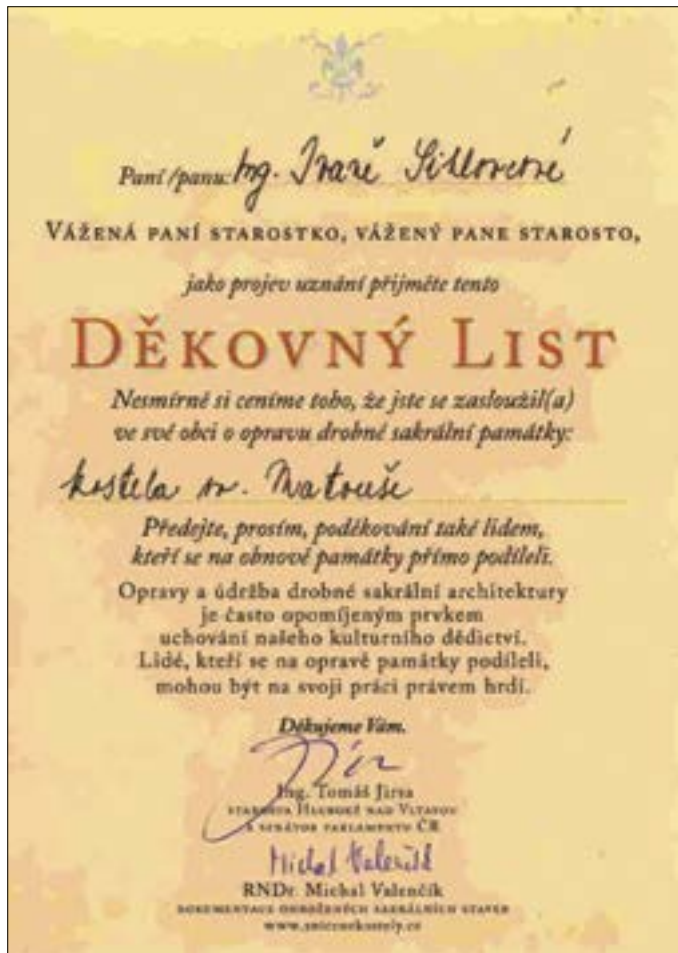 Paní /panu: Ing. Ivaně
VÁŽENÁ PANÍ STAROSTKO, VÁŽENÝ PANE STAROSTO,
jako projev uznání přijměte tento
DĚKOVNÝ LIST
Nesmírně si ceníme toho, že jste se zasloužil(a)
ve své obci o opravu drobné sakrální památky:
kostela sv. Matouše
Předejte, prosím, poděkování také lidem,
kteří se na obnově památky přímo podíleli.
Opravy a údržba drobné sakrální architektury
je často opomíjeným prvkem
uchování našeho kulturního dědictví.
Lidé, kteří se na opravě památky podíleli,
mohou být na svoji práci právem hrdí.
Děkujeme Vám.
Ing. Tomáš Jirsa
STAROSTA HLUBOKÉ NAD VLTAVOU
A SENÁTOR PARLAMENTU ČR
Michal Valenčík
RNDr. Michal Valenčík
DOKUMENTACE OHROŽENÝCH SAKRÁLNÍCH STAVEB
www.znicenekostely.cz